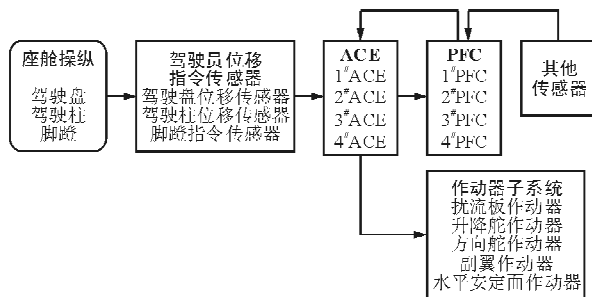 座舱操纵
驾驶盘
驾驶柱
脚蹬
驾驶员位移
指令传感器
驾驶盘位移传感器
驾驶柱位移传感器
脚蹬指令传感器
ACE
1#ACE
2#ACE
3#ACE
4#ACE
PFC
1#PFC
2#PFC
3#PFC
4#PFC
其他
传感器
作动器子系统
扰流板作动器
升降舵作动器
方向舵作动器
副翼作动器
水平安定面作动器